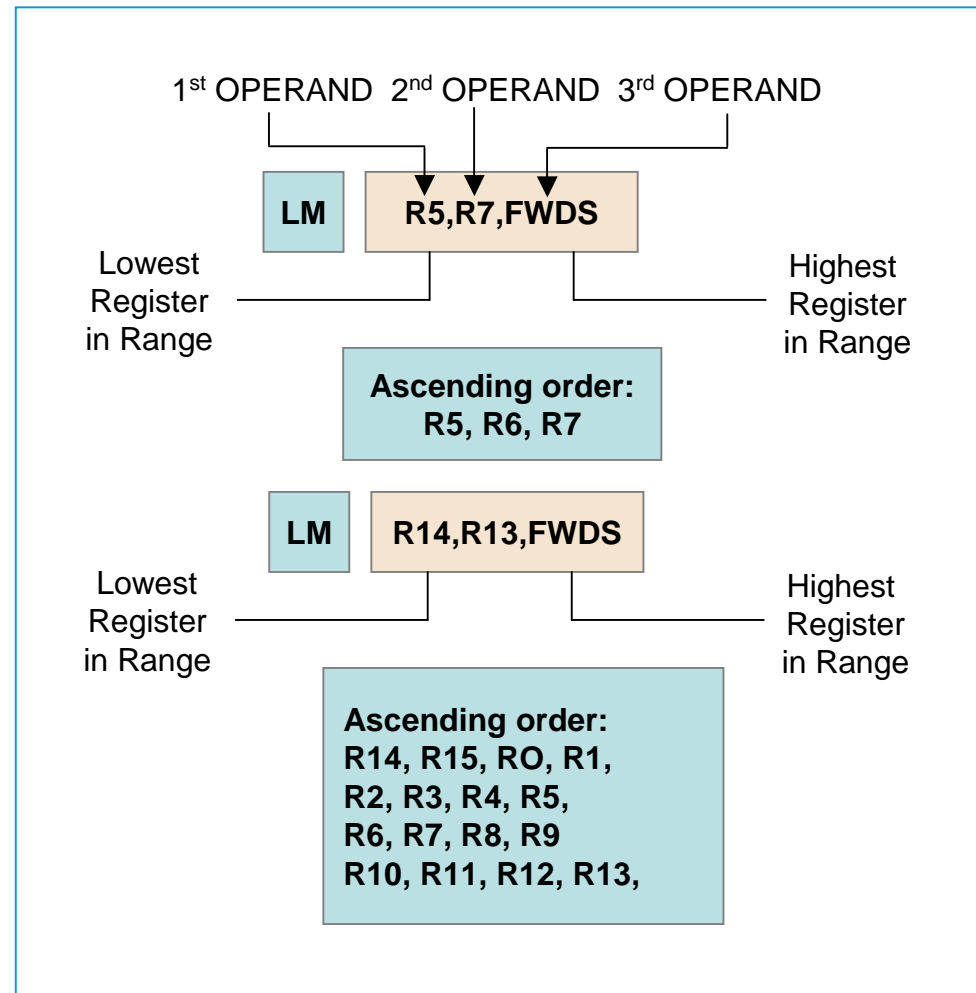 1st OPERAND 2nd OPERAND 3rd OPERAND
LM R5,R7,FWDS
Lowest
Register
in Range
Highest
Register
in Range
Ascending order:
R5, R6, R7
LM R14,R13,FWDS
Lowest
Register
in Range
Highest
Register
in Range
Ascending order:
R14, R15, RO, R1,
R2, R3, R4, R5,
R6, R7, R8, R9
R10, R11, R12, R13,